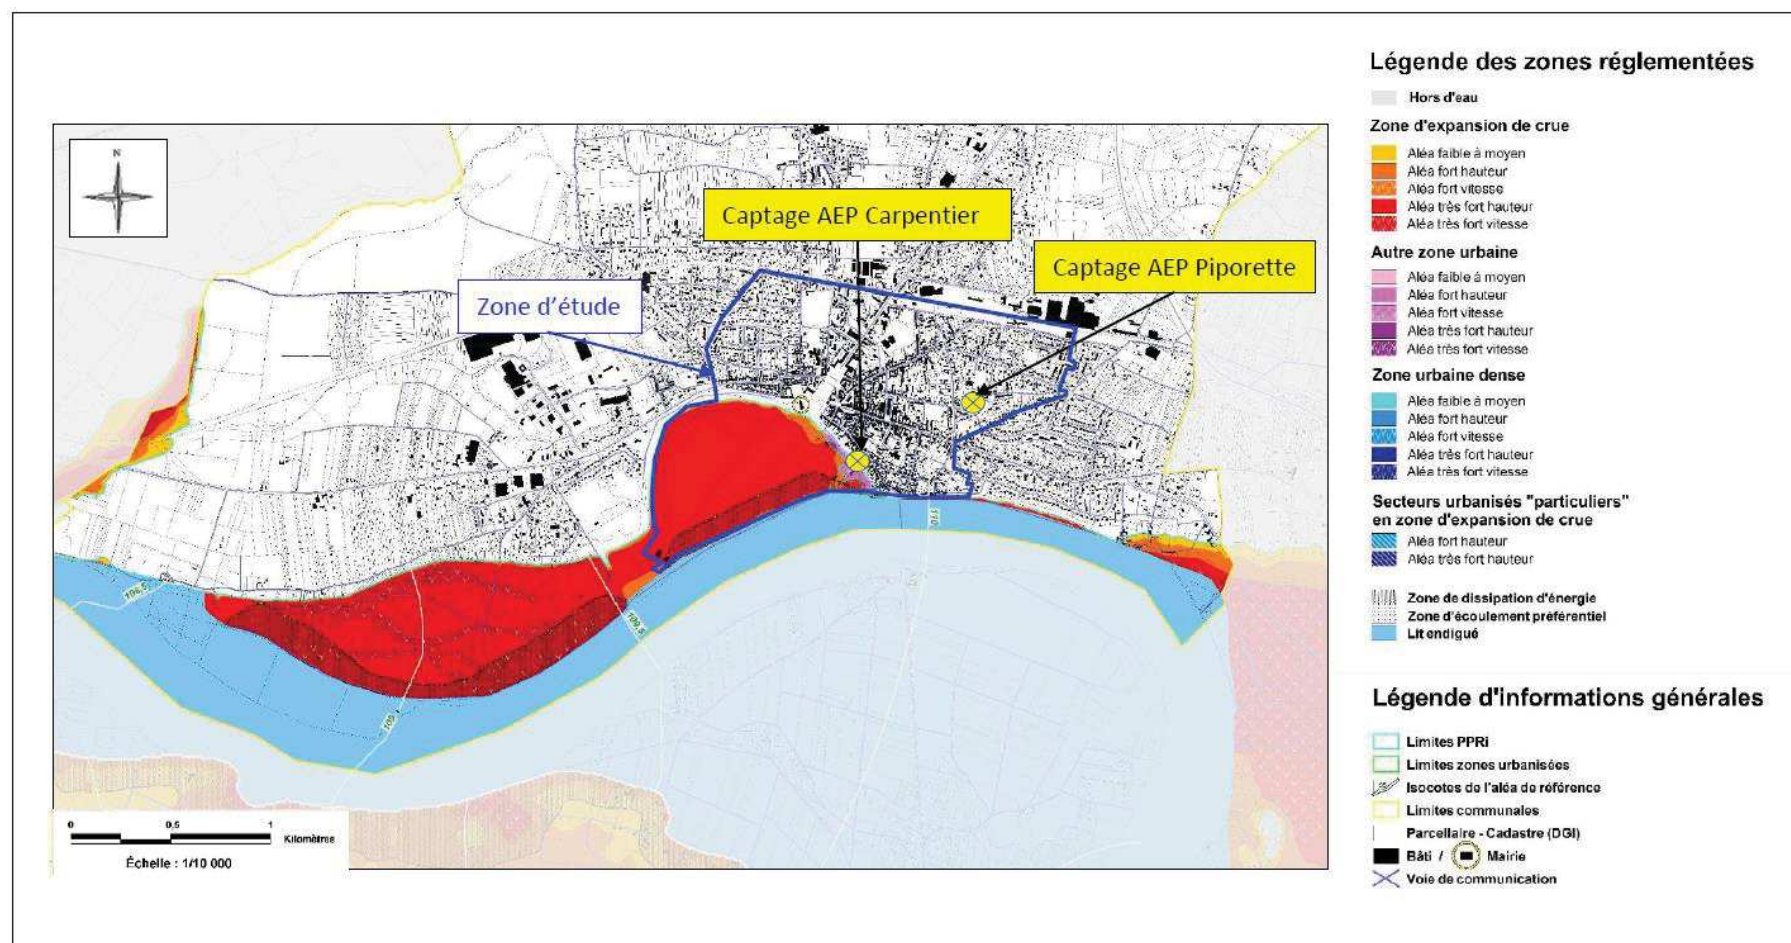 N
Captage AEP Carpentier
Captage AEP Piporette
Zone d'étude
109,5
109
0 0,5 1
Kilomètre
Échelle : 1/10 000
Légende des zones réglementées
Hors d'eau
Zone d'expansion de crue
Aléa faible à moyen
Aléa fort hauteur
Aléa fort vitesse
Aléa très fort hauteur
Aléa très fort vitesse
Autre zone urbaine
Aléa faible à moyen
Aléa fort hauteur
Aléa fort vitesse
Aléa très fort hauteur
Aléa très fort vitesse
Zone urbaine dense
Aléa faible à moyen
Aléa fort hauteur
Aléa fort vitesse
Aléa très fort hauteur
Aléa très fort vitesse
Secteurs urbanisés "particuliers"
en zone d'expansion de crue
Aléa fort hauteur
Aléa très fort hauteur
Zone de dissipation d'énergie
Zone d'écoulement préférentiel
Lit endigué
Légende d'informations générales
Limites PPRi
Limites zones urbanisées
Isocotes de l'aléa de référence
Limites communales
Parcellaire - Cadastre (DGI)
Bâti / Mairie
Voie de communication